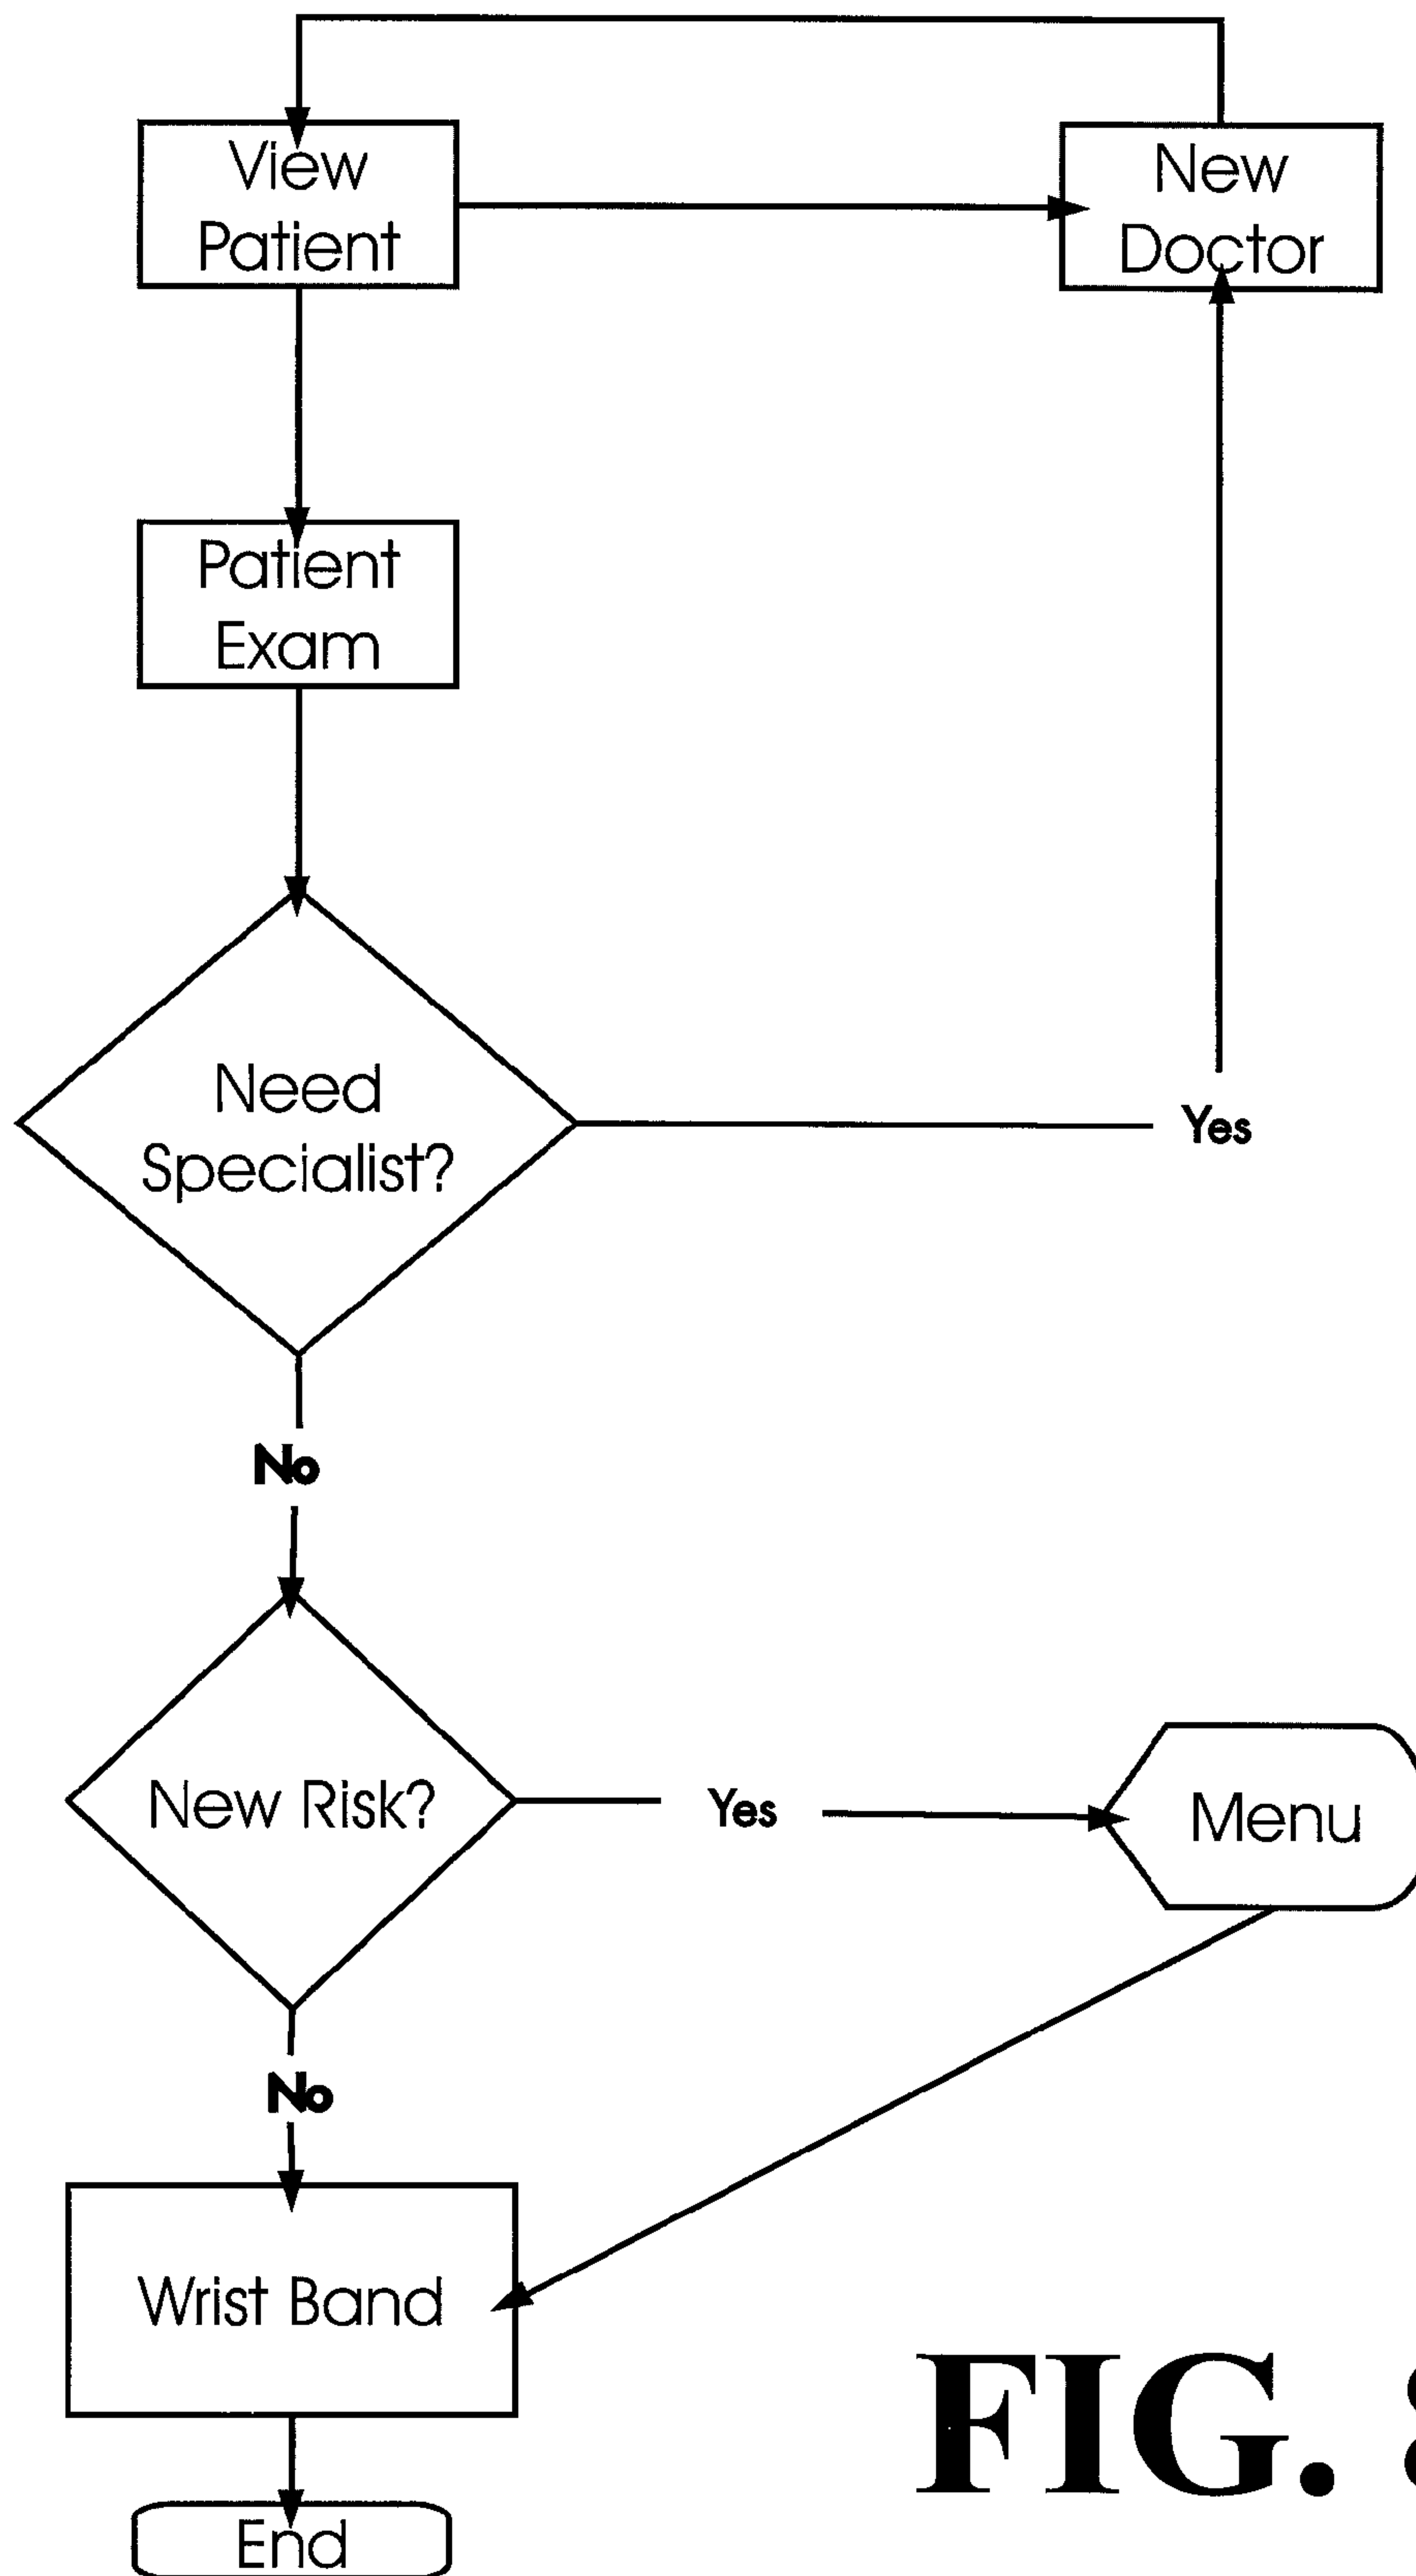 View
Patient
New
Doctor
Patient
Exam
Need
Specialist?
Yes
No
New Risk?
Yes
Menu
No
Wrist Band
FIG.
End